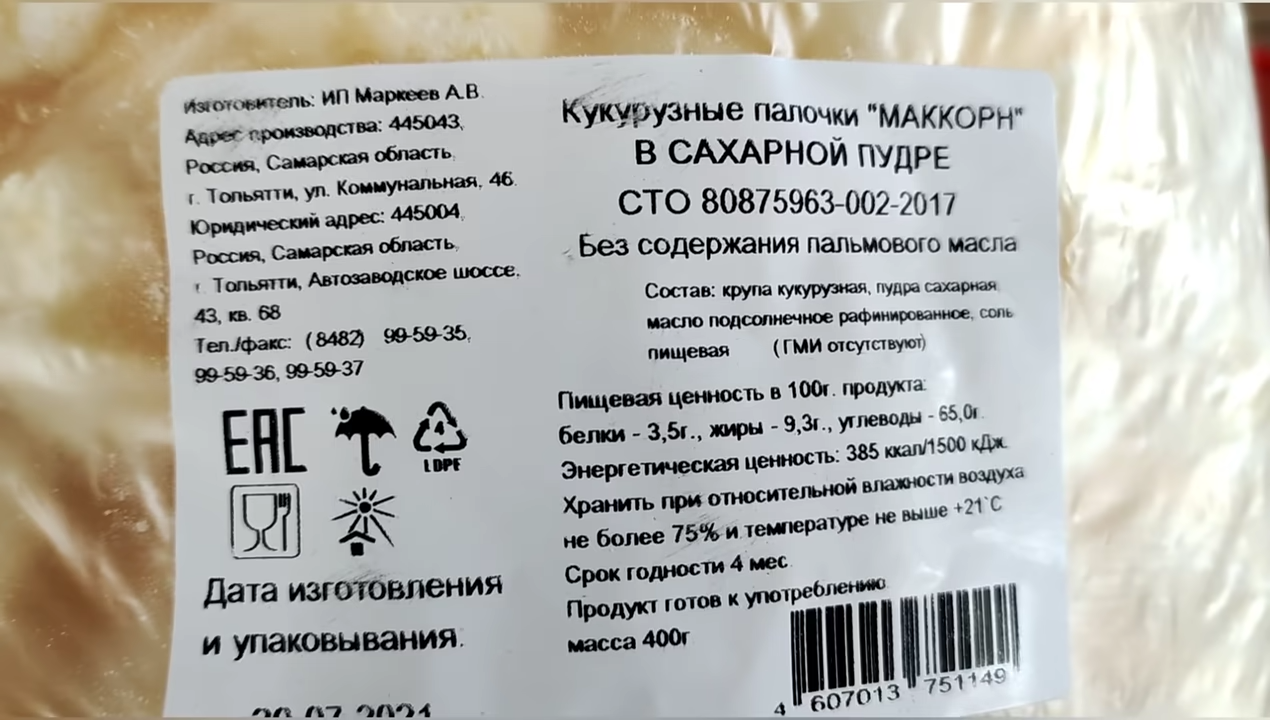 Изготовитель: ИП Маркеев А.В.
Адрес производства: 445043,
Россия, Самарская область,
г. Тольятти, ул. Коммунальная, 46.
Юридический адрес: 445004,
Россия, Самарская область,
г. Тольятти, Автозаводское шоссе,
43, кв. 68
Тел./факс: (8482) 99-59-35,
99-59-36, 99-59-37
EAC
4
LDPE
Дата изготовления
и упаковывания:
Кукурузные палочки "МАККОРН"
В САХАРНОЙ ПУДРЕ
СТО 80875963-002-2017
Без содержания пальмового масла
Состав: крупа кукурузная, пудра сахарная
масло подсолнечное рафинированное, соль
пищевая (ГМИ отсутствуют)
Пищевая ценность в 100г. продукта:
белки - 3,5г., жиры - 9,3г., углеводы - 65,0г.
Энергетическая ценность: 385 ккал/1500 кДж.
Хранить при относительной влажности воздуха
не более 75% и температуре не выше +21`С
Срок годности 4 мес.
Продукт готов к употреблению
масса 400г
4 607013 751149